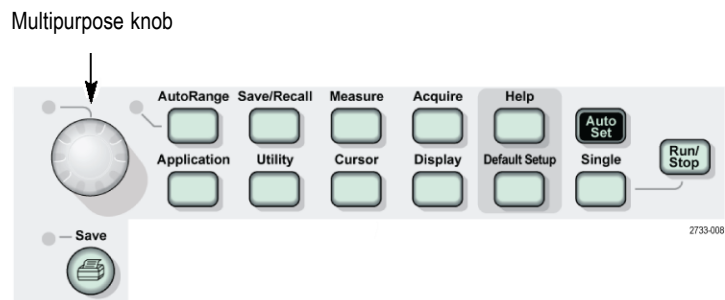 Multipurpose knob
AutoRange Save/Recall Measure Acquire Help
Auto
Set
Run/
Stop
Application Utility Cursor Display Default Setup Single
Save
2733-008